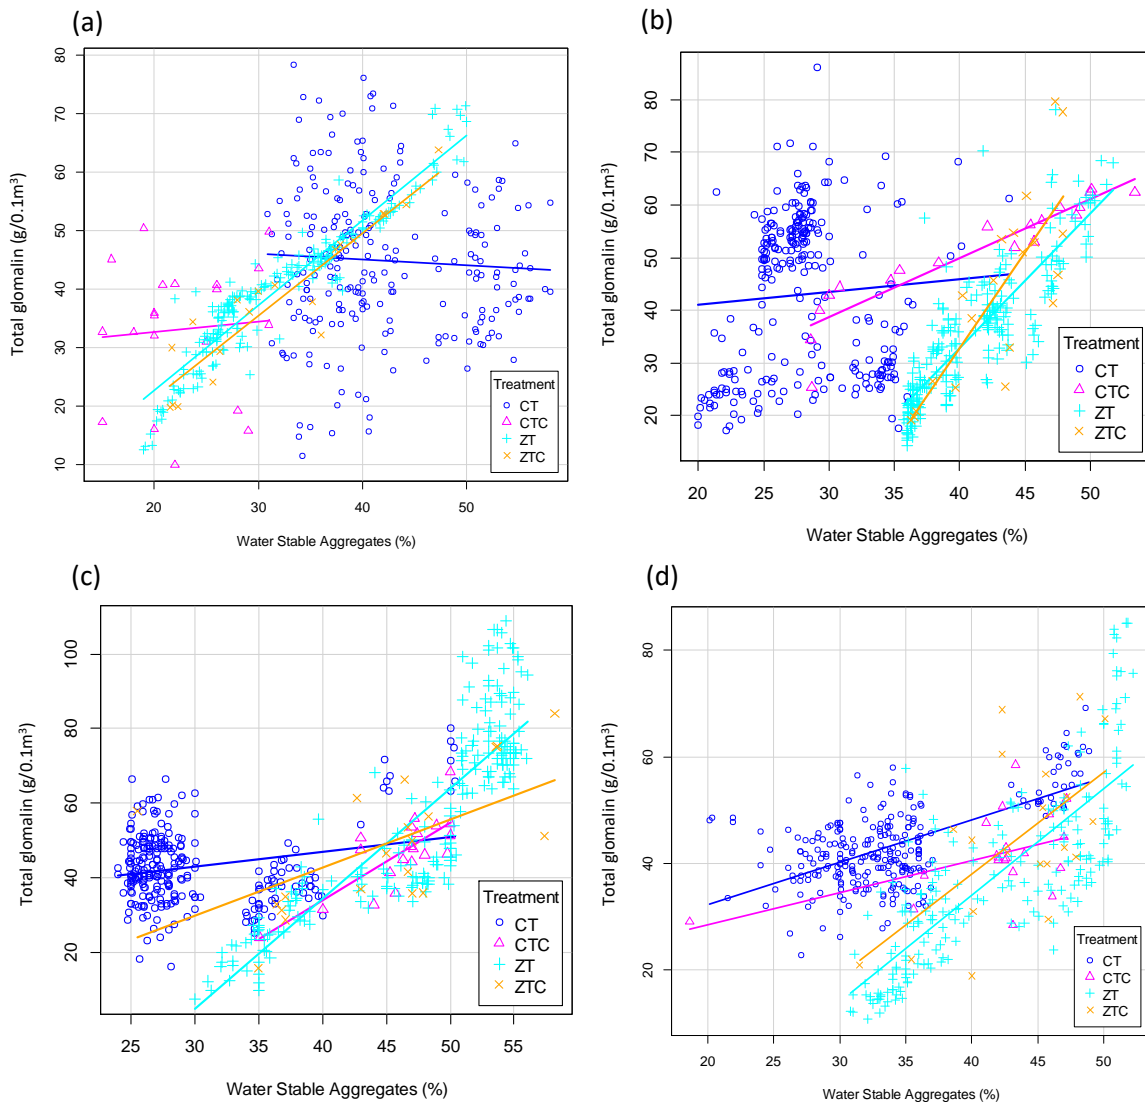 (a)
Total glomalin (g/0.1m³)
80
70
60
50
40
30
20
10
20 30 40 50
Water Stable Aggregates (%)
Treatment
CT
CTC
ZT
ZTC
(b)
Total glomalin (g/0.1m³)
80
70
60
50
40
30
20
20 25 30 35 40 45 50
Water Stable Aggregates (%)
Treatment
CT
CTC
ZT
ZTC
(c)
Total glomalin (g/0.1m³)
100
80
60
40
20
25 30 35 40 45 50 55
Water Stable Aggregates (%)
Treatment
CT
CTC
ZT
ZTC
(d)
Total glomalin (g/0.1m³)
80
60
40
20
20 25 30 35 40 45 50
Water Stable Aggregates (%)
Treatment
CT
CTC
ZT
ZTC